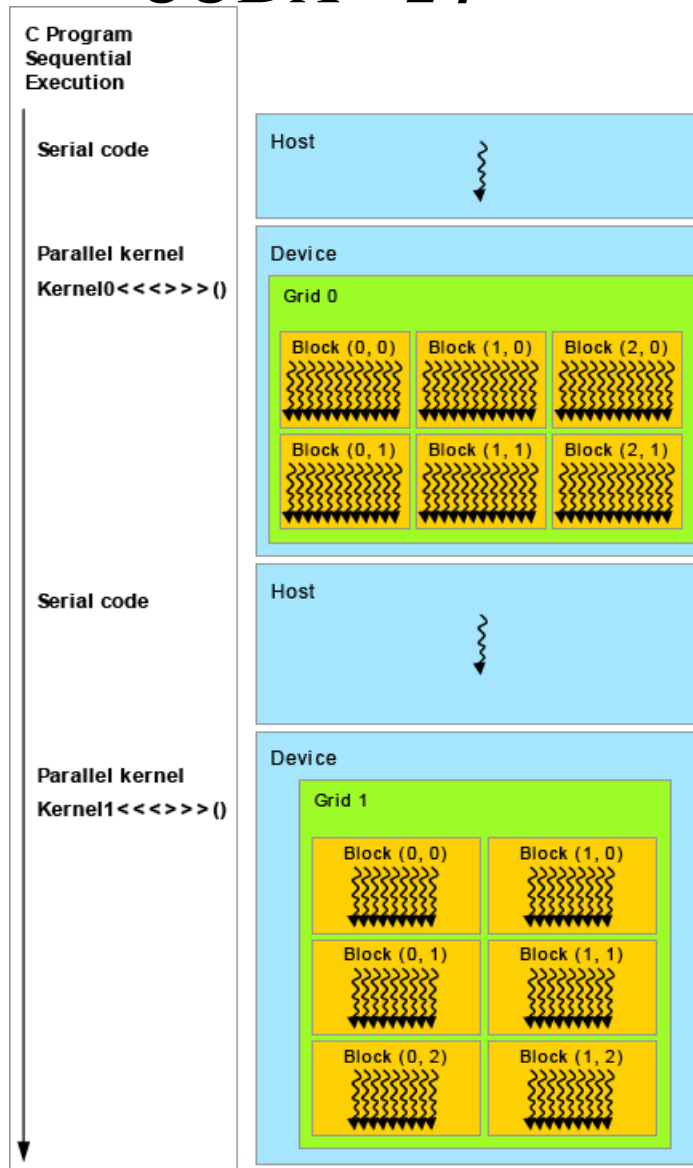 C Program
Sequential
Execution
Serial code
Host
Parallel kernel
Kernel0<<<>>>()
Device
Grid 0
Block (0, 0)
Block (1, 0)
Block (2, 0)
Block (0, 1)
Block (1, 1)
Block (2, 1)
Serial code
Host
Parallel kernel
Kernel1<<<>>>()
Device
Grid 1
Block (0, 0)
Block (1, 0)
Block (0, 1)
Block (1, 1)
Block (0, 2)
Block (1, 2)